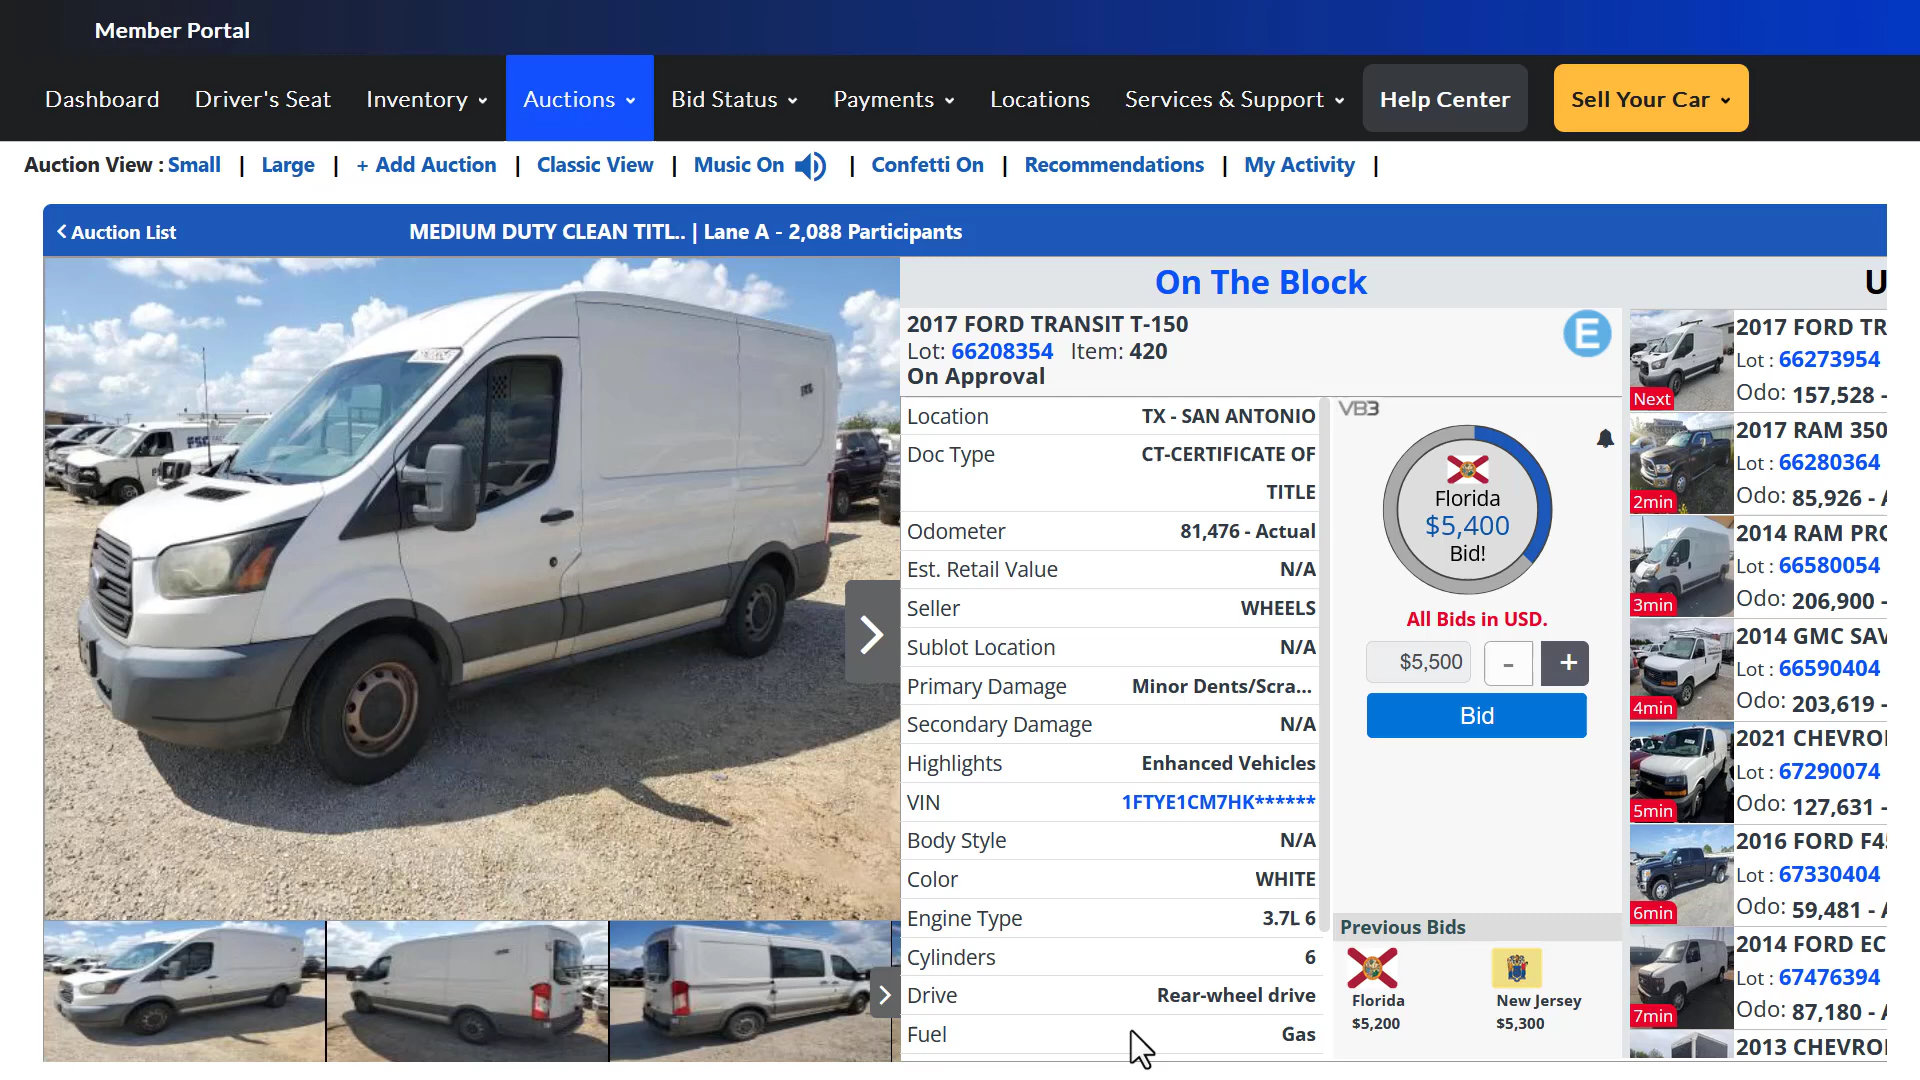 Member Portal
Dashboard Driver's Seat Inventory Auctions Bid Status Payments Locations Services & Support Help Center Sell Your Car
Auction View : Small | Large | + Add Auction | Classic View | Music On | Confetti On | Recommendations | My Activity |
Auction List
MEDIUM DUTY CLEAN TITL.. | Lane A - 2,088 Participants
On The Block
2017 FORD TRANSIT T-150
Lot: 66208354 Item: 420
On Approval
E
Location TX - SAN ANTONIO
Doc Type CT-CERTIFICATE OF
TITLE
Odometer 81,476 - Actual
Est. Retail Value N/A
Seller WHEELS
Sublot Location N/A
Primary Damage Minor Dents/Scra...
Secondary Damage N/A
Highlights Enhanced Vehicles
VIN 1FTYE1CM7HK******
Body Style N/A
Color WHITE
Engine Type 3.7L 6
Cylinders 6
Drive Rear-wheel drive
Fuel Gas
VB3
Florida
$5,400
Bid!
All Bids in USD.
$5,500 - +
Bid
Previous Bids
Florida
$5,200
New Jersey
$5,300
U
2017 FORD TR
Lot : 66273954
Odo: 157,528 -
Next
2017 RAM 350
Lot : 66280364
Odo: 85,926 - A
2min
2014 RAM PRO
Lot : 66580054
Odo: 206,900 -
3min
2014 GMC SAV
Lot : 66590404
Odo: 203,619 -
4min
2021 CHEVROL
Lot : 67290074
Odo: 127,631 -
5min
2016 FORD F45
Lot : 67330404
Odo: 59,481 - A
6min
2014 FORD EC
Lot : 67476394
Odo: 87,180 - A
7min
2013 CHEVROL